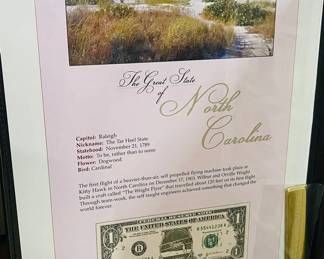 The Great State
of
North
Carolina
Capitol: Raleigh
Nickname: The Tar Heel State
Statehood: November 21, 1789
Motto: To be, rather than to seem
Flower: Dogwood
Bird: Cardinal
The first flight of a heavier-than-air, self propelled flying machine took place at
Kitty Hawk in North Carolina on December 17, 1903. Wilbur and Orville Wright
built a craft called "The Wright Flyer" that travelled about 120 feet on its first flight.
Through team-work, the self taught engineers achieved something that changed the
world forever.
FEDERAL RESERVE NOTE
THE UNITED STATES OF AMERICA
B